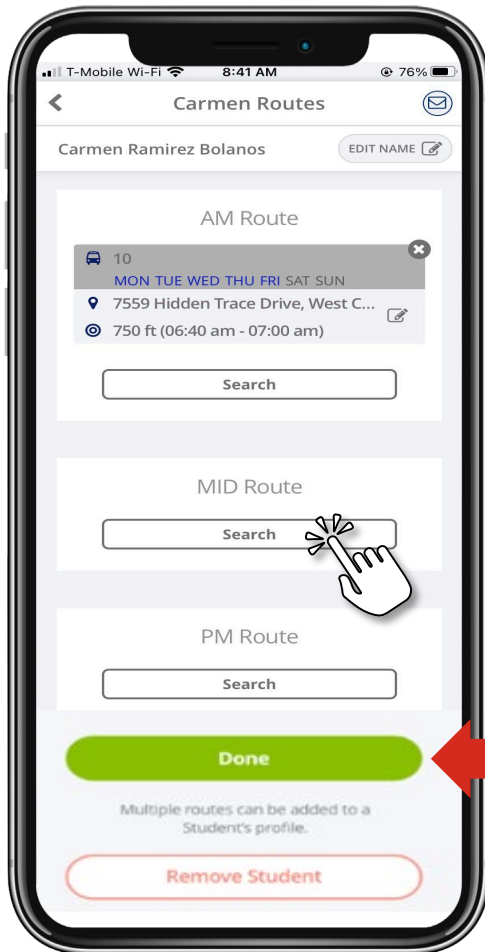 T-Mobile Wi-Fi 8:41 AM 76%
Carmen Routes
Carmen Ramirez Bolanos EDIT NAME
AM Route
10
MON TUE WED THU FRI SAT SUN
7559 Hidden Trace Drive, West C...
750 ft (06:40 am - 07:00 am)
Search
MID Route
Search
PM Route
Search
Done
Multiple routes can be added to a
Student's profile.
Remove Student